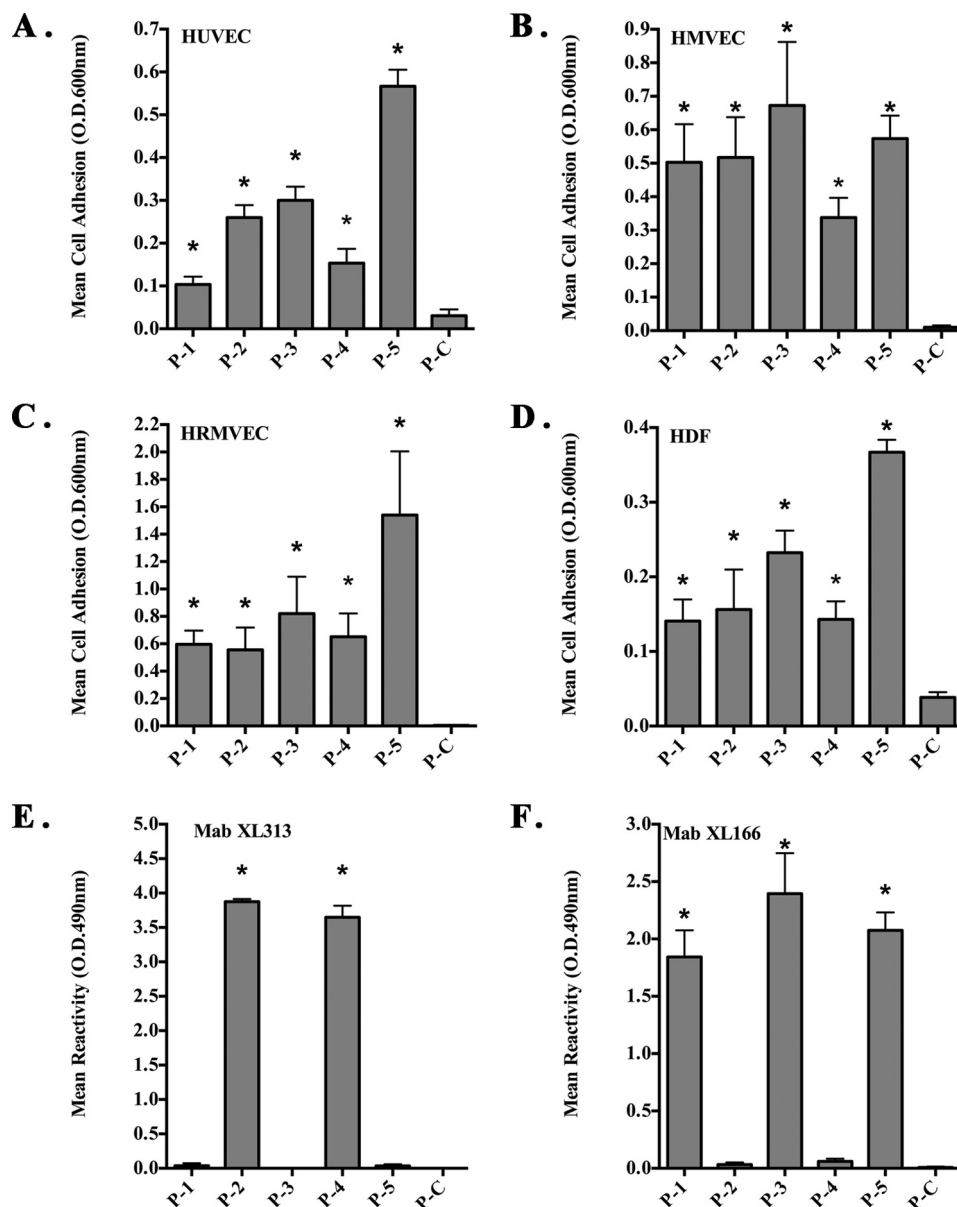 A.
HUVEC
Mean Cell Adhesion (O.D.600nm)
0.7
0.6
0.5
0.4
0.3
0.2
0.1
0.0
* * * * *
P-1 P-2 P-3 P-4 P-5 P-C
B.
HMVEC
Mean Cell Adhesion (O.D.600nm)
0.9
0.8
0.7
0.6
0.5
0.4
0.3
0.2
0.1
0.0
* * * * *
P-1 P-2 P-3 P-4 P-5 P-C
C.
HRMVEC
Mean Cell Adhesion (O.D.600nm)
2.2
2.0
1.8
1.6
1.4
1.2
1.0
0.8
0.6
0.4
0.2
0.0
* * * * *
P-1 P-2 P-3 P-4 P-5 P-C
D.
HDF
Mean Cell Adhesion (O.D.600nm)
0.4
0.3
0.2
0.1
0.0
* * * * *
P-1 P-2 P-3 P-4 P-5 P-C
E.
Mab XL313
Mean Reactivity (O.D.490nm)
5.0
4.5
4.0
3.5
3.0
2.5
2.0
1.5
1.0
0.5
0.0
* *
P-1 P-2 P-3 P-4 P-5 P-C
F.
Mab XL166
Mean Reactivity (O.D.490nm)
3.0
2.5
2.0
1.5
1.0
0.5
0.0
* * *
P-1 P-2 P-3 P-4 P-5 P-C